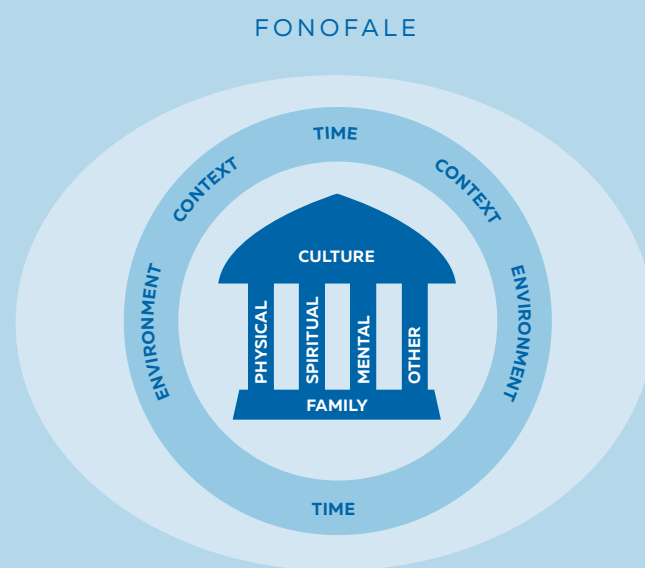 FONOFALE
TIME
CONTEXT
CONTEXT
ENVIRONMENT
ENVIRONMENT
CULTURE
PHYSICAL
SPIRITUAL
MENTAL
OTHER
FAMILY
TIME